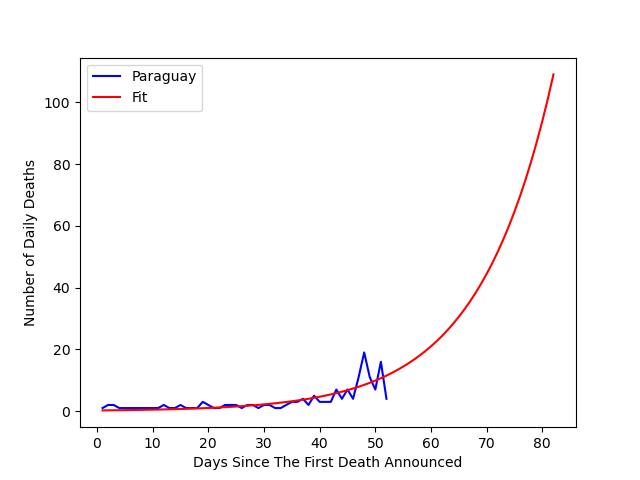 Paraguay
Fit
Number of Daily Deaths
100
80
60
40
20
0
0 10 20 30 40 50 60 70 80
Days Since The First Death Announced